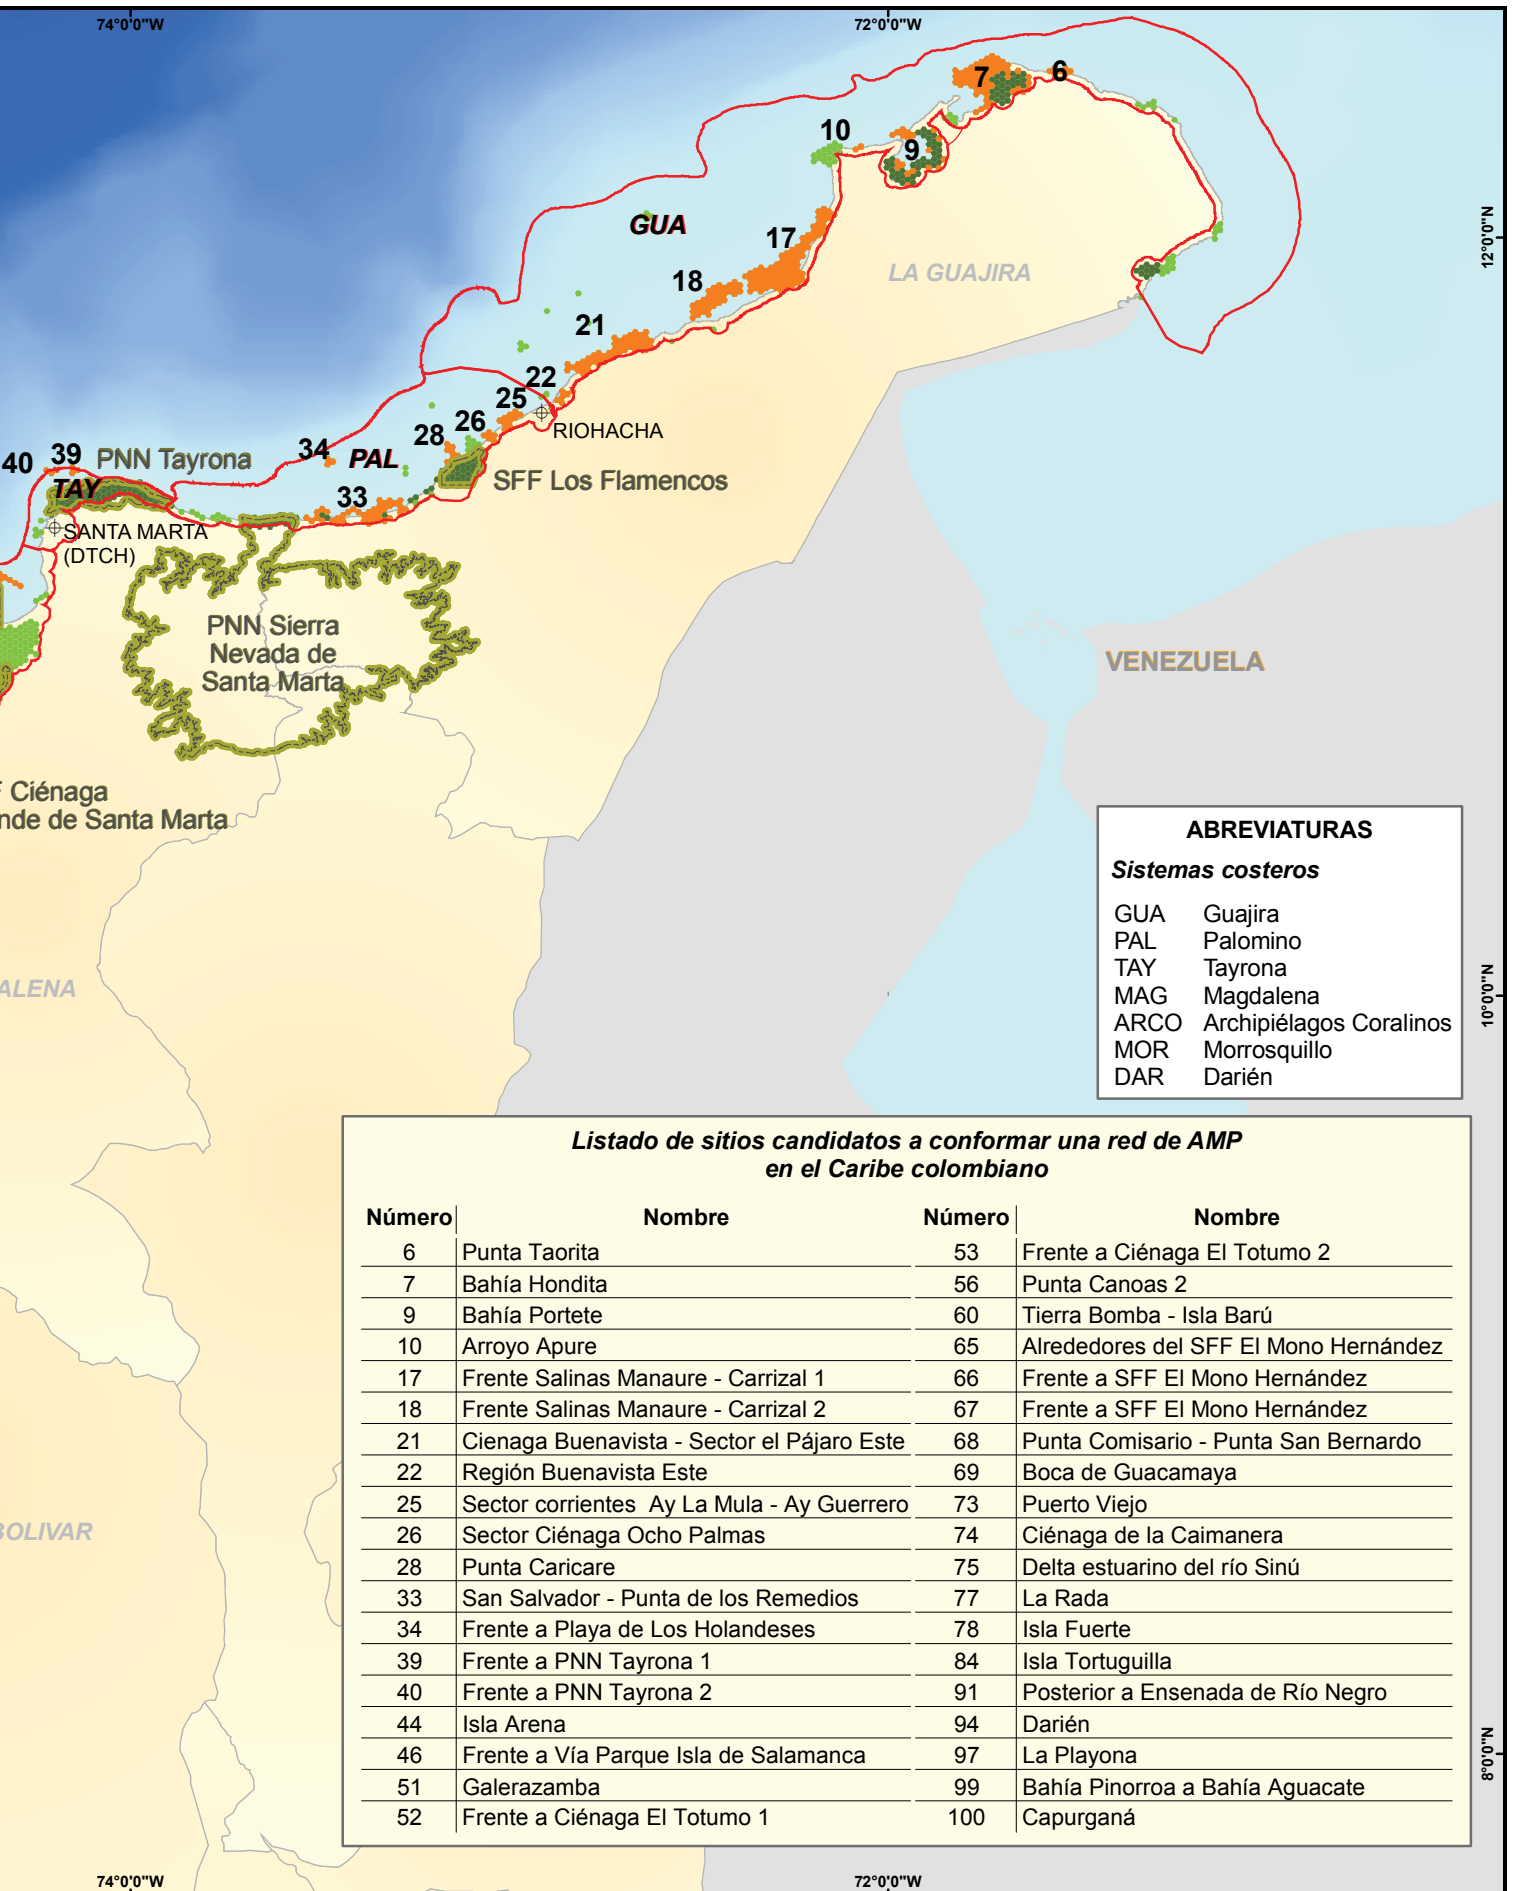 74°0'0"W
72°0'0"W
7
6
10
9
GUA
17
12°0'0"N
LA GUAJIRA
18
21
22
25
26
RIOHACHA
28
34
PAL
40
39
PNN Tayrona
TAY
SFF Los Flamencos
33
SANTA MARTA
(DTCH)
PNN Sierra
Nevada de
Santa Marta
VENEZUELA
Ciénaga
nde de Santa Marta
ALENA
BOLIVAR
ABREVIATURAS
Sistemas costeros
GUA Guajira
PAL Palomino
TAY Tayrona
MAG Magdalena
ARCO Archipiélagos Coralinos
MOR Morrosquillo
DAR Darién
10°0'0"N
Listado de sitios candidatos a conformar una red de AMP
en el Caribe colombiano
Número Nombre Número Nombre
6 Punta Taorita 53 Frente a Ciénaga El Totumo 2
7 Bahía Hondita 56 Punta Canoas 2
9 Bahía Portete 60 Tierra Bomba - Isla Barú
10 Arroyo Apure 65 Alrededores del SFF El Mono Hernández
17 Frente Salinas Manaure - Carrizal 1 66 Frente a SFF El Mono Hernández
18 Frente Salinas Manaure - Carrizal 2 67 Frente a SFF El Mono Hernández
21 Cienaga Buenavista - Sector el Pájaro Este 68 Punta Comisario - Punta San Bernardo
22 Región Buenavista Este 69 Boca de Guacamaya
25 Sector corrientes Ay La Mula - Ay Guerrero 73 Puerto Viejo
26 Sector Ciénaga Ocho Palmas 74 Ciénaga de la Caimanera
28 Punta Caricare 75 Delta estuarino del río Sinú
33 San Salvador - Punta de los Remedios 77 La Rada
34 Frente a Playa de Los Holandeses 78 Isla Fuerte
39 Frente a PNN Tayrona 1 84 Isla Tortuguilla
40 Frente a PNN Tayrona 2 91 Posterior a Ensenada de Río Negro
44 Isla Arena 94 Darién
46 Frente a Vía Parque Isla de Salamanca 97 La Playona
51 Galerazamba 99 Bahía Pinorroa a Bahía Aguacate
52 Frente a Ciénaga El Totumo 1 100 Capurganá
8°0'0"N
74°0'0"W
72°0'0"W